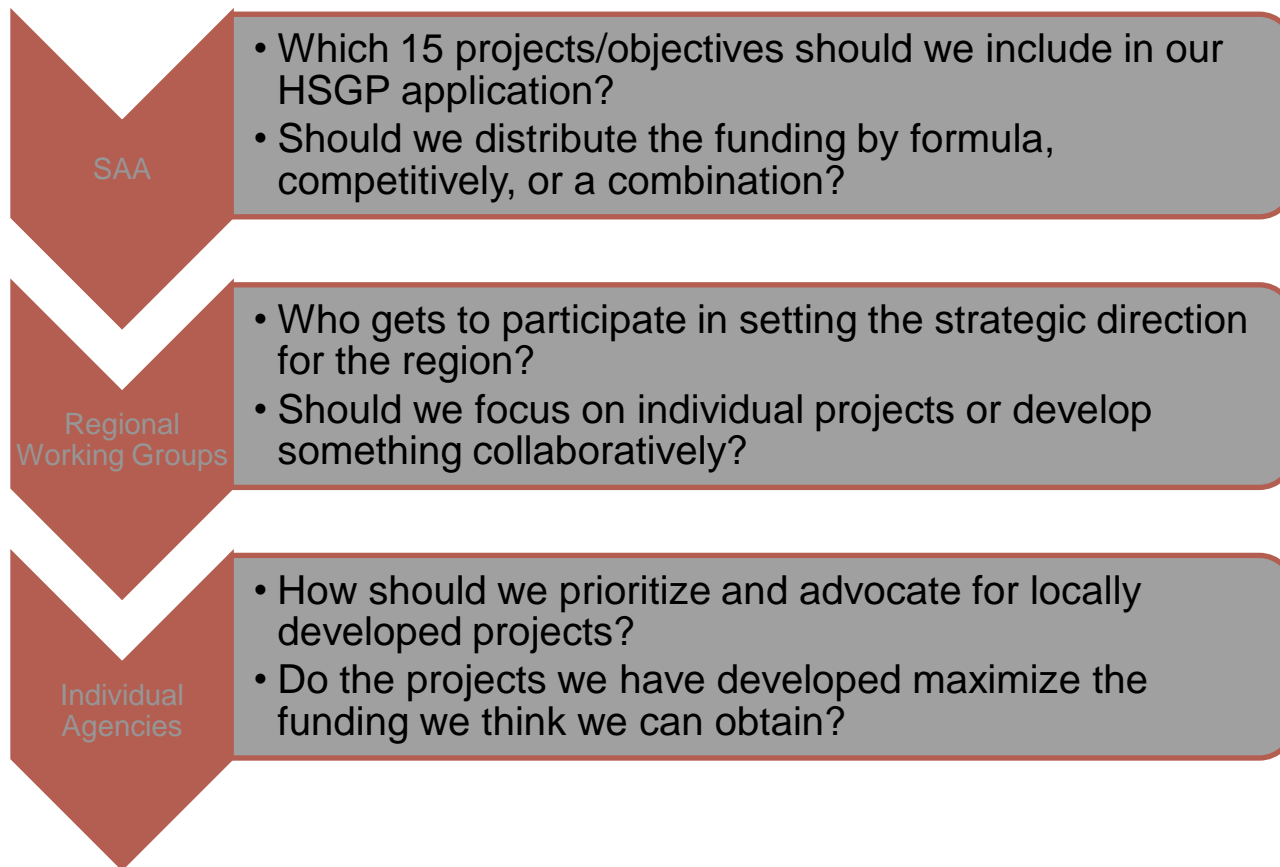 SAA
• Which 15 projects/objectives should we include in our
HSGP application?
• Should we distribute the funding by formula,
competitively, or a combination?
Regional
Working Groups
• Who gets to participate in setting the strategic direction
for the region?
• Should we focus on individual projects or develop
something collaboratively?
Individual
Agencies
• How should we prioritize and advocate for locally
developed projects?
• Do the projects we have developed maximize the
funding we think we can obtain?